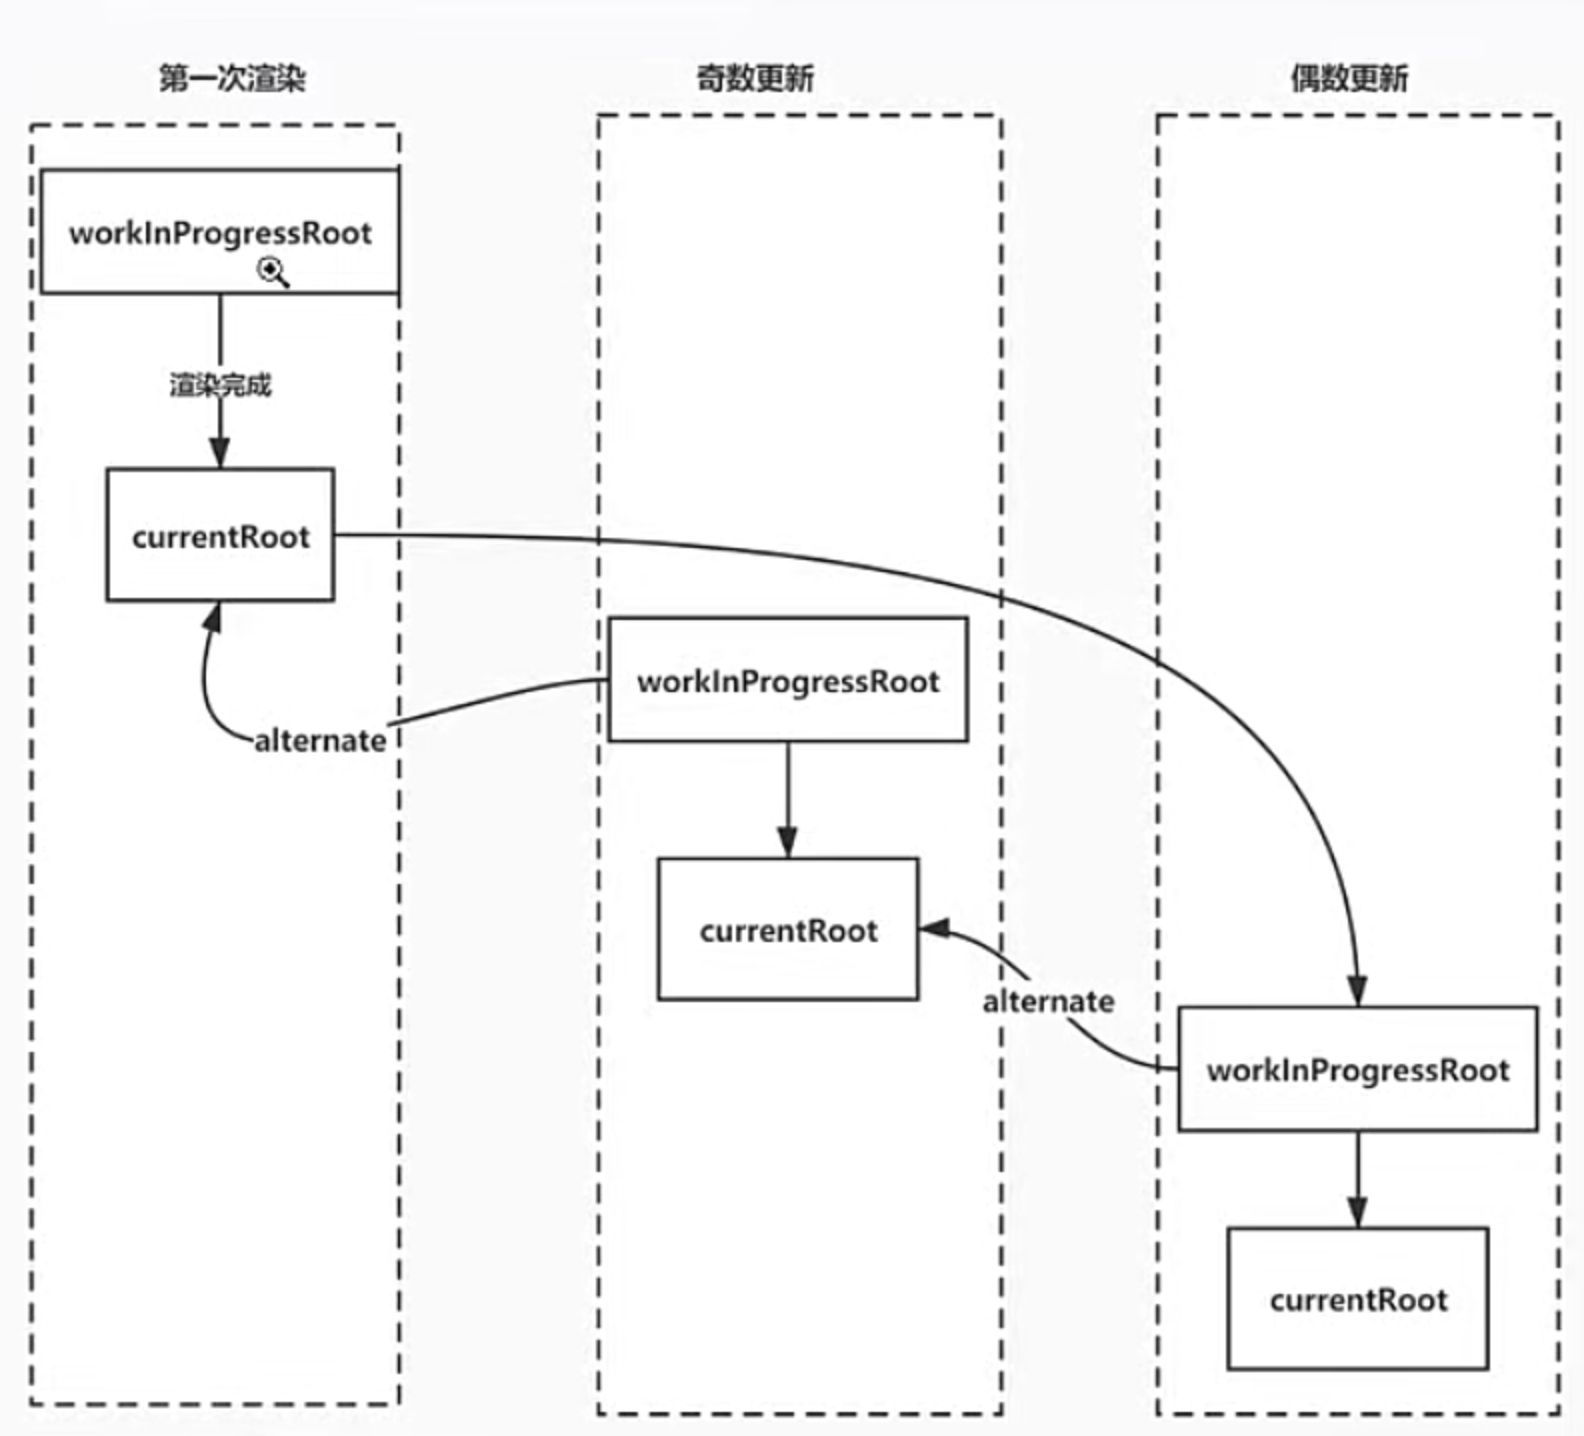 第一次渲染
奇数更新
偶数更新
workInProgressRoot
渲染完成
currentRoot
alternate
workInProgressRoot
currentRoot
alternate
workInProgressRoot
currentRoot